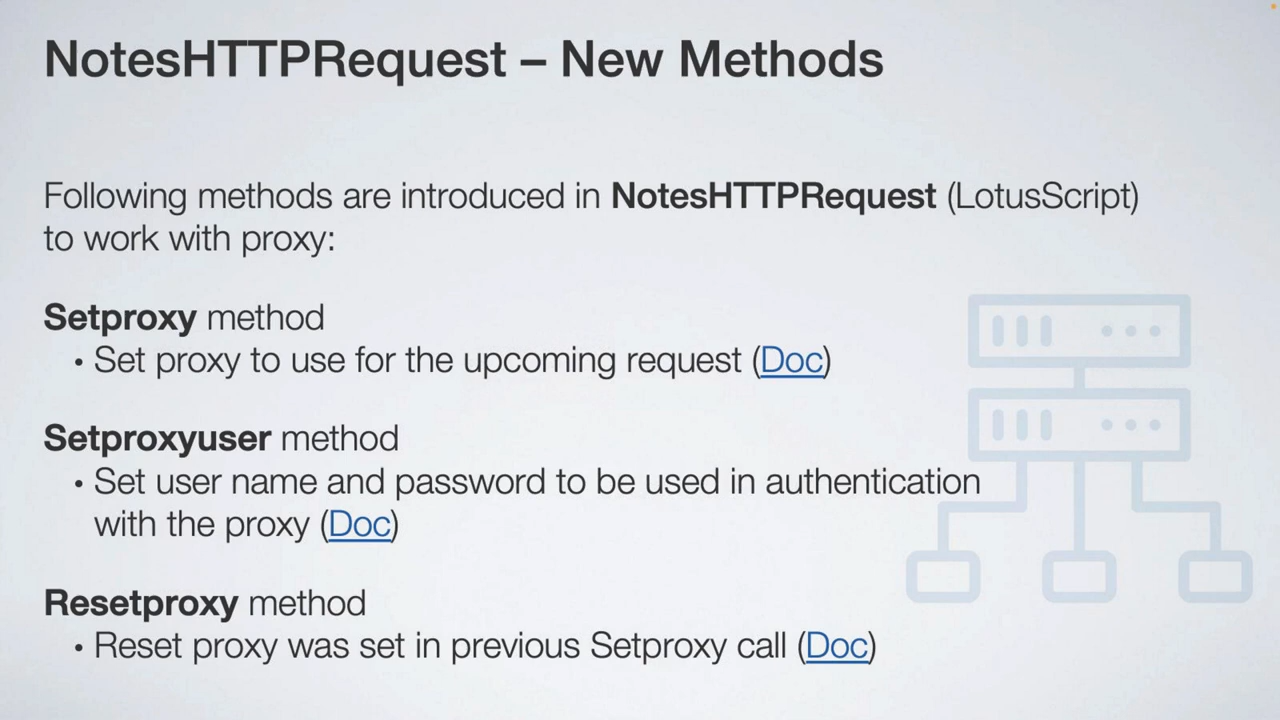 NotesHTTPRequest – New Methods
Following methods are introduced in NotesHTTPRequest (LotusScript)
to work with proxy:
Setproxy method
• Set proxy to use for the upcoming request (Doc)
Setproxyuser method
• Set user name and password to be used in authentication
with the proxy (Doc)
Resetproxy method
• Reset proxy was set in previous Setproxy call (Doc)